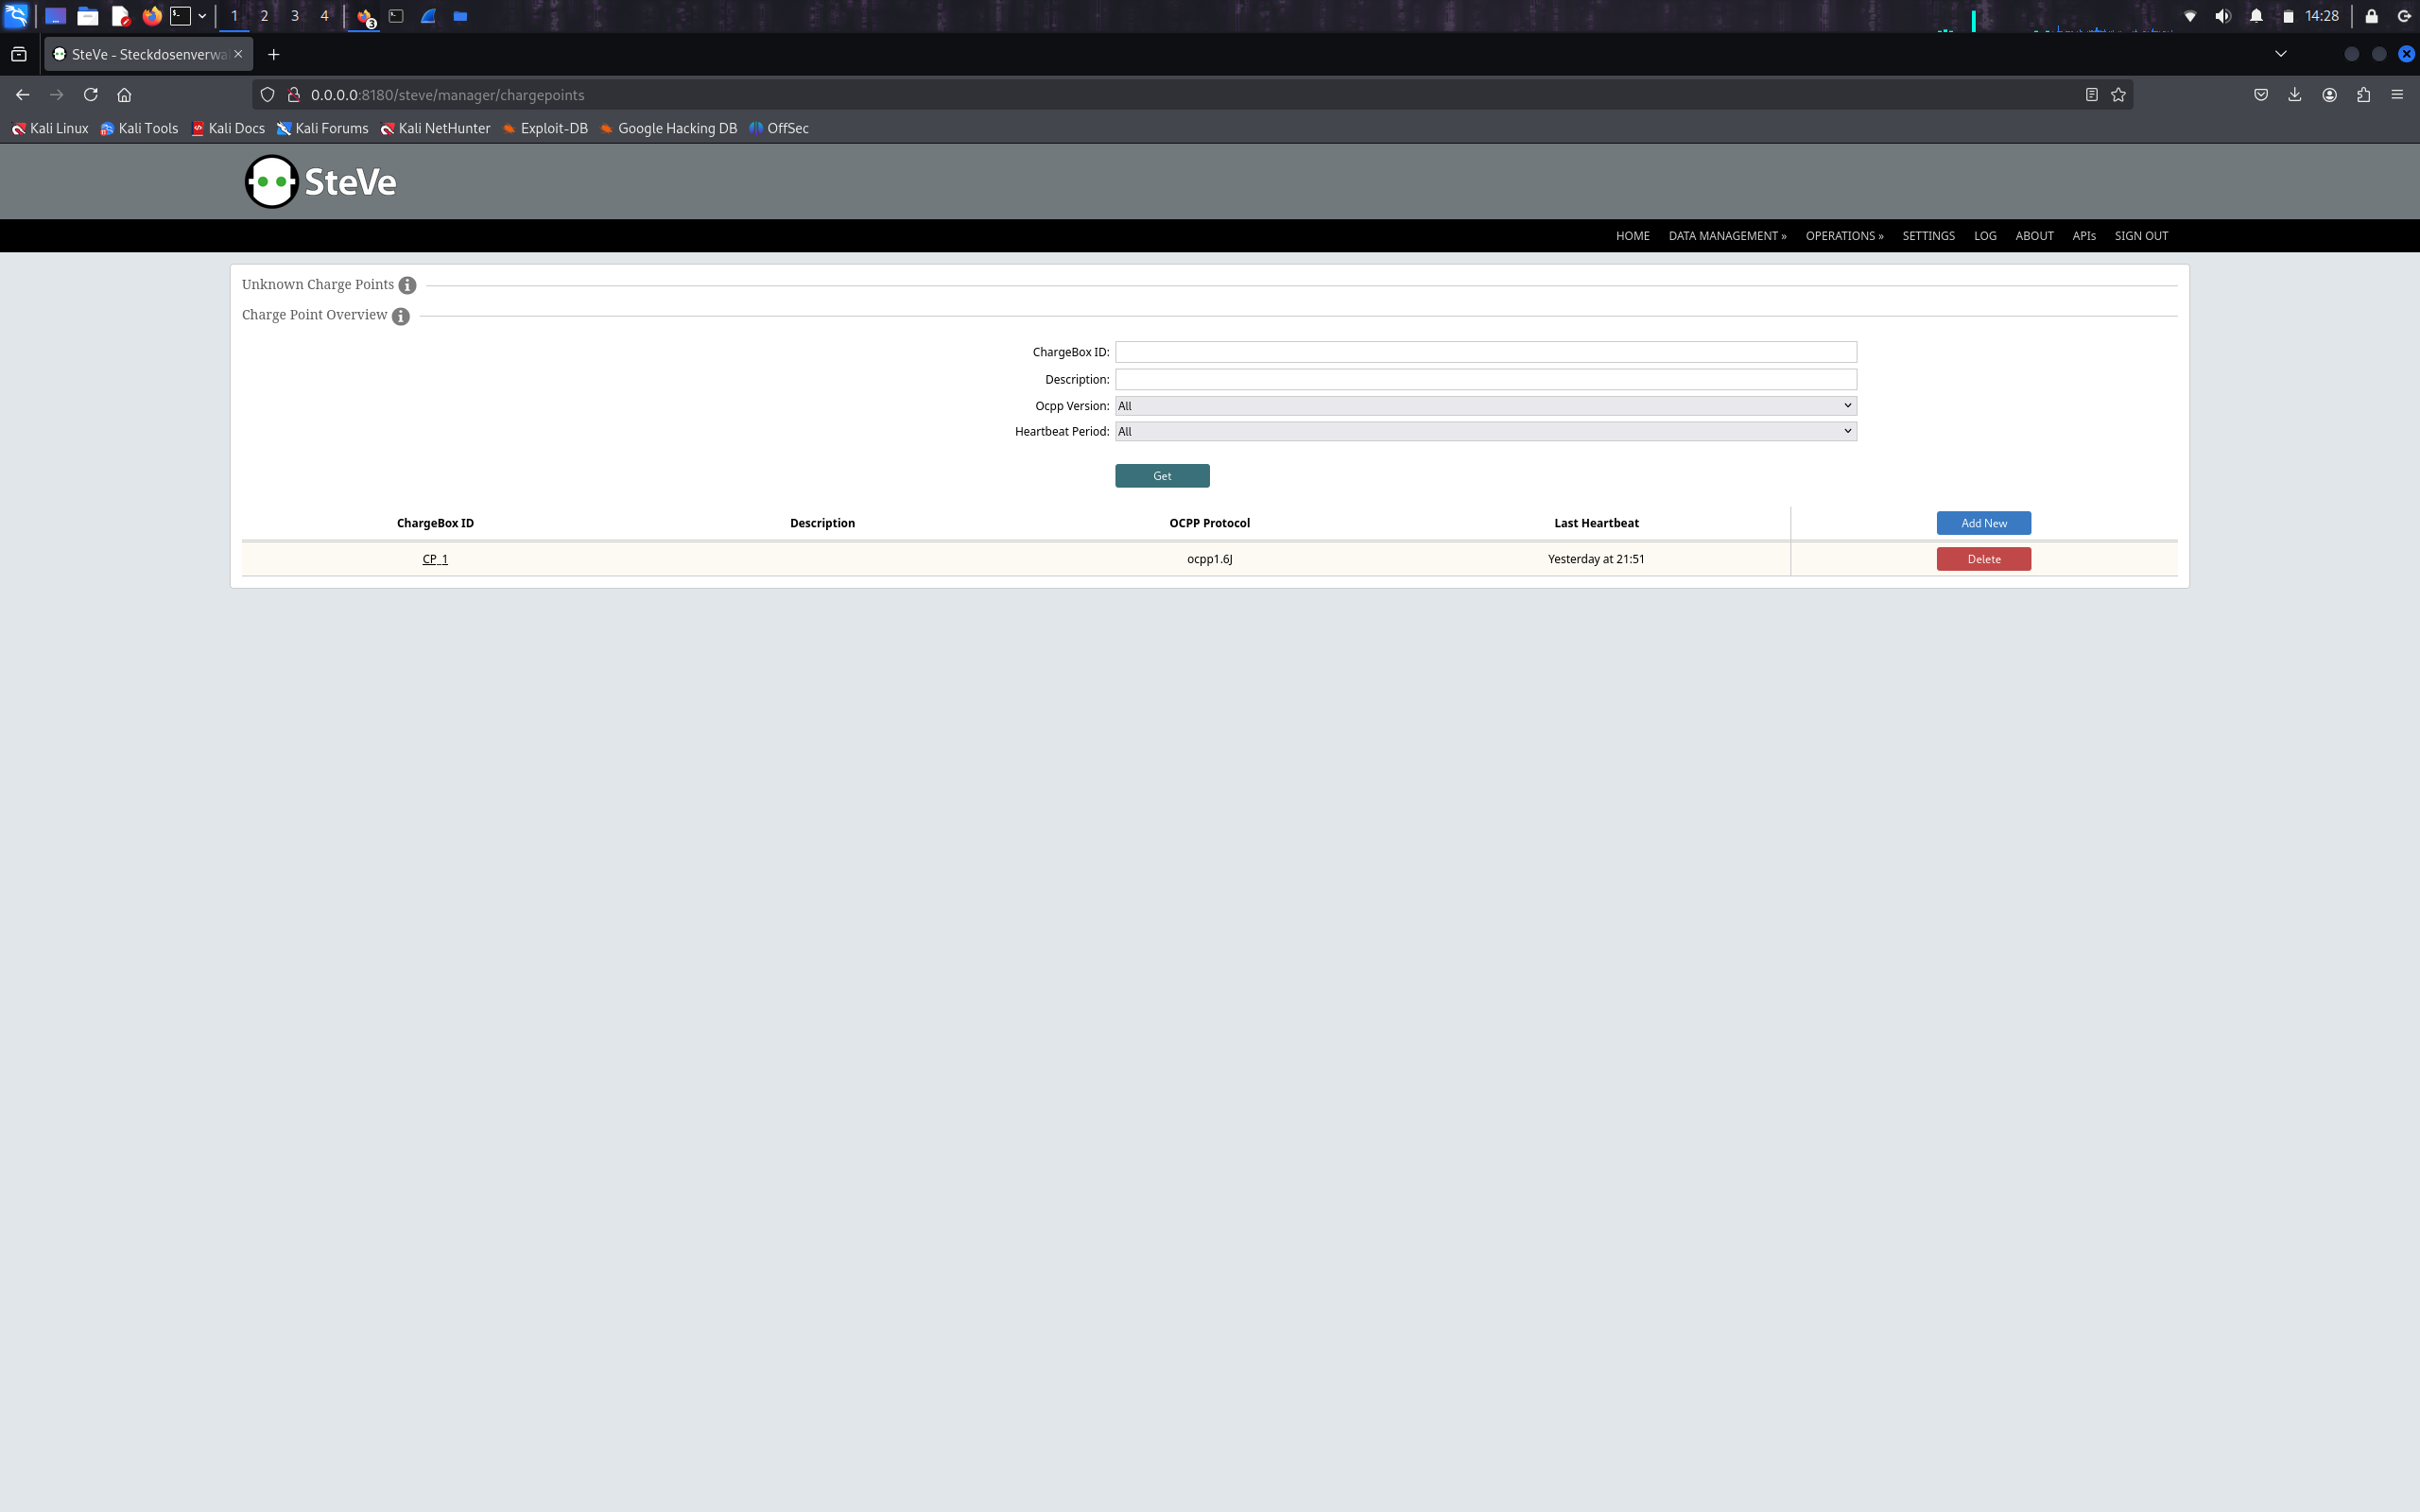 1 2 3 4 3 14:28
SteVe - Steckdosenverwa
0.0.0.0:8180/steve/manager/chargepoints
Kali Linux Kali Tools Kali Docs Kali Forums Kali NetHunter Exploit-DB Google Hacking DB OffSec
SteVe
HOME DATA MANAGEMENT » OPERATIONS » SETTINGS LOG ABOUT APIs SIGN OUT
Unknown Charge Points i
Charge Point Overview i
ChargeBox ID:
Description:
Ocpp Version: All
Heartbeat Period: All
Get
ChargeBox ID Description OCPP Protocol Last Heartbeat Add New
CP_1 ocpp1.6J Yesterday at 21:51 Delete